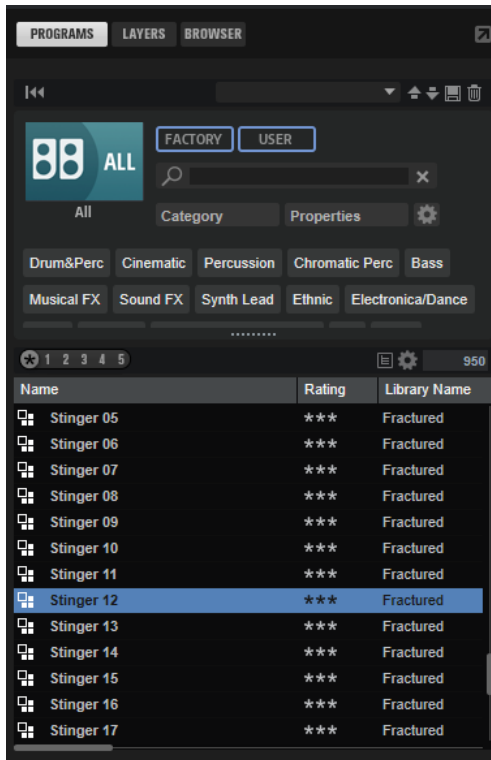 PROGRAMS LAYERS BROWSER
ALL
FACTORY USER
All
Category Properties
Drum&Perc Cinematic Percussion Chromatic Perc Bass
Musical FX Sound FX Synth Lead Ethnic Electronica/Dance
1 2 3 4 5 950
Name Rating Library Name
Stinger 05 *** Fractured
Stinger 06 *** Fractured
Stinger 07 *** Fractured
Stinger 08 *** Fractured
Stinger 09 *** Fractured
Stinger 10 *** Fractured
Stinger 11 *** Fractured
Stinger 12 *** Fractured
Stinger 13 *** Fractured
Stinger 14 *** Fractured
Stinger 15 *** Fractured
Stinger 16 *** Fractured
Stinger 17 *** Fractured